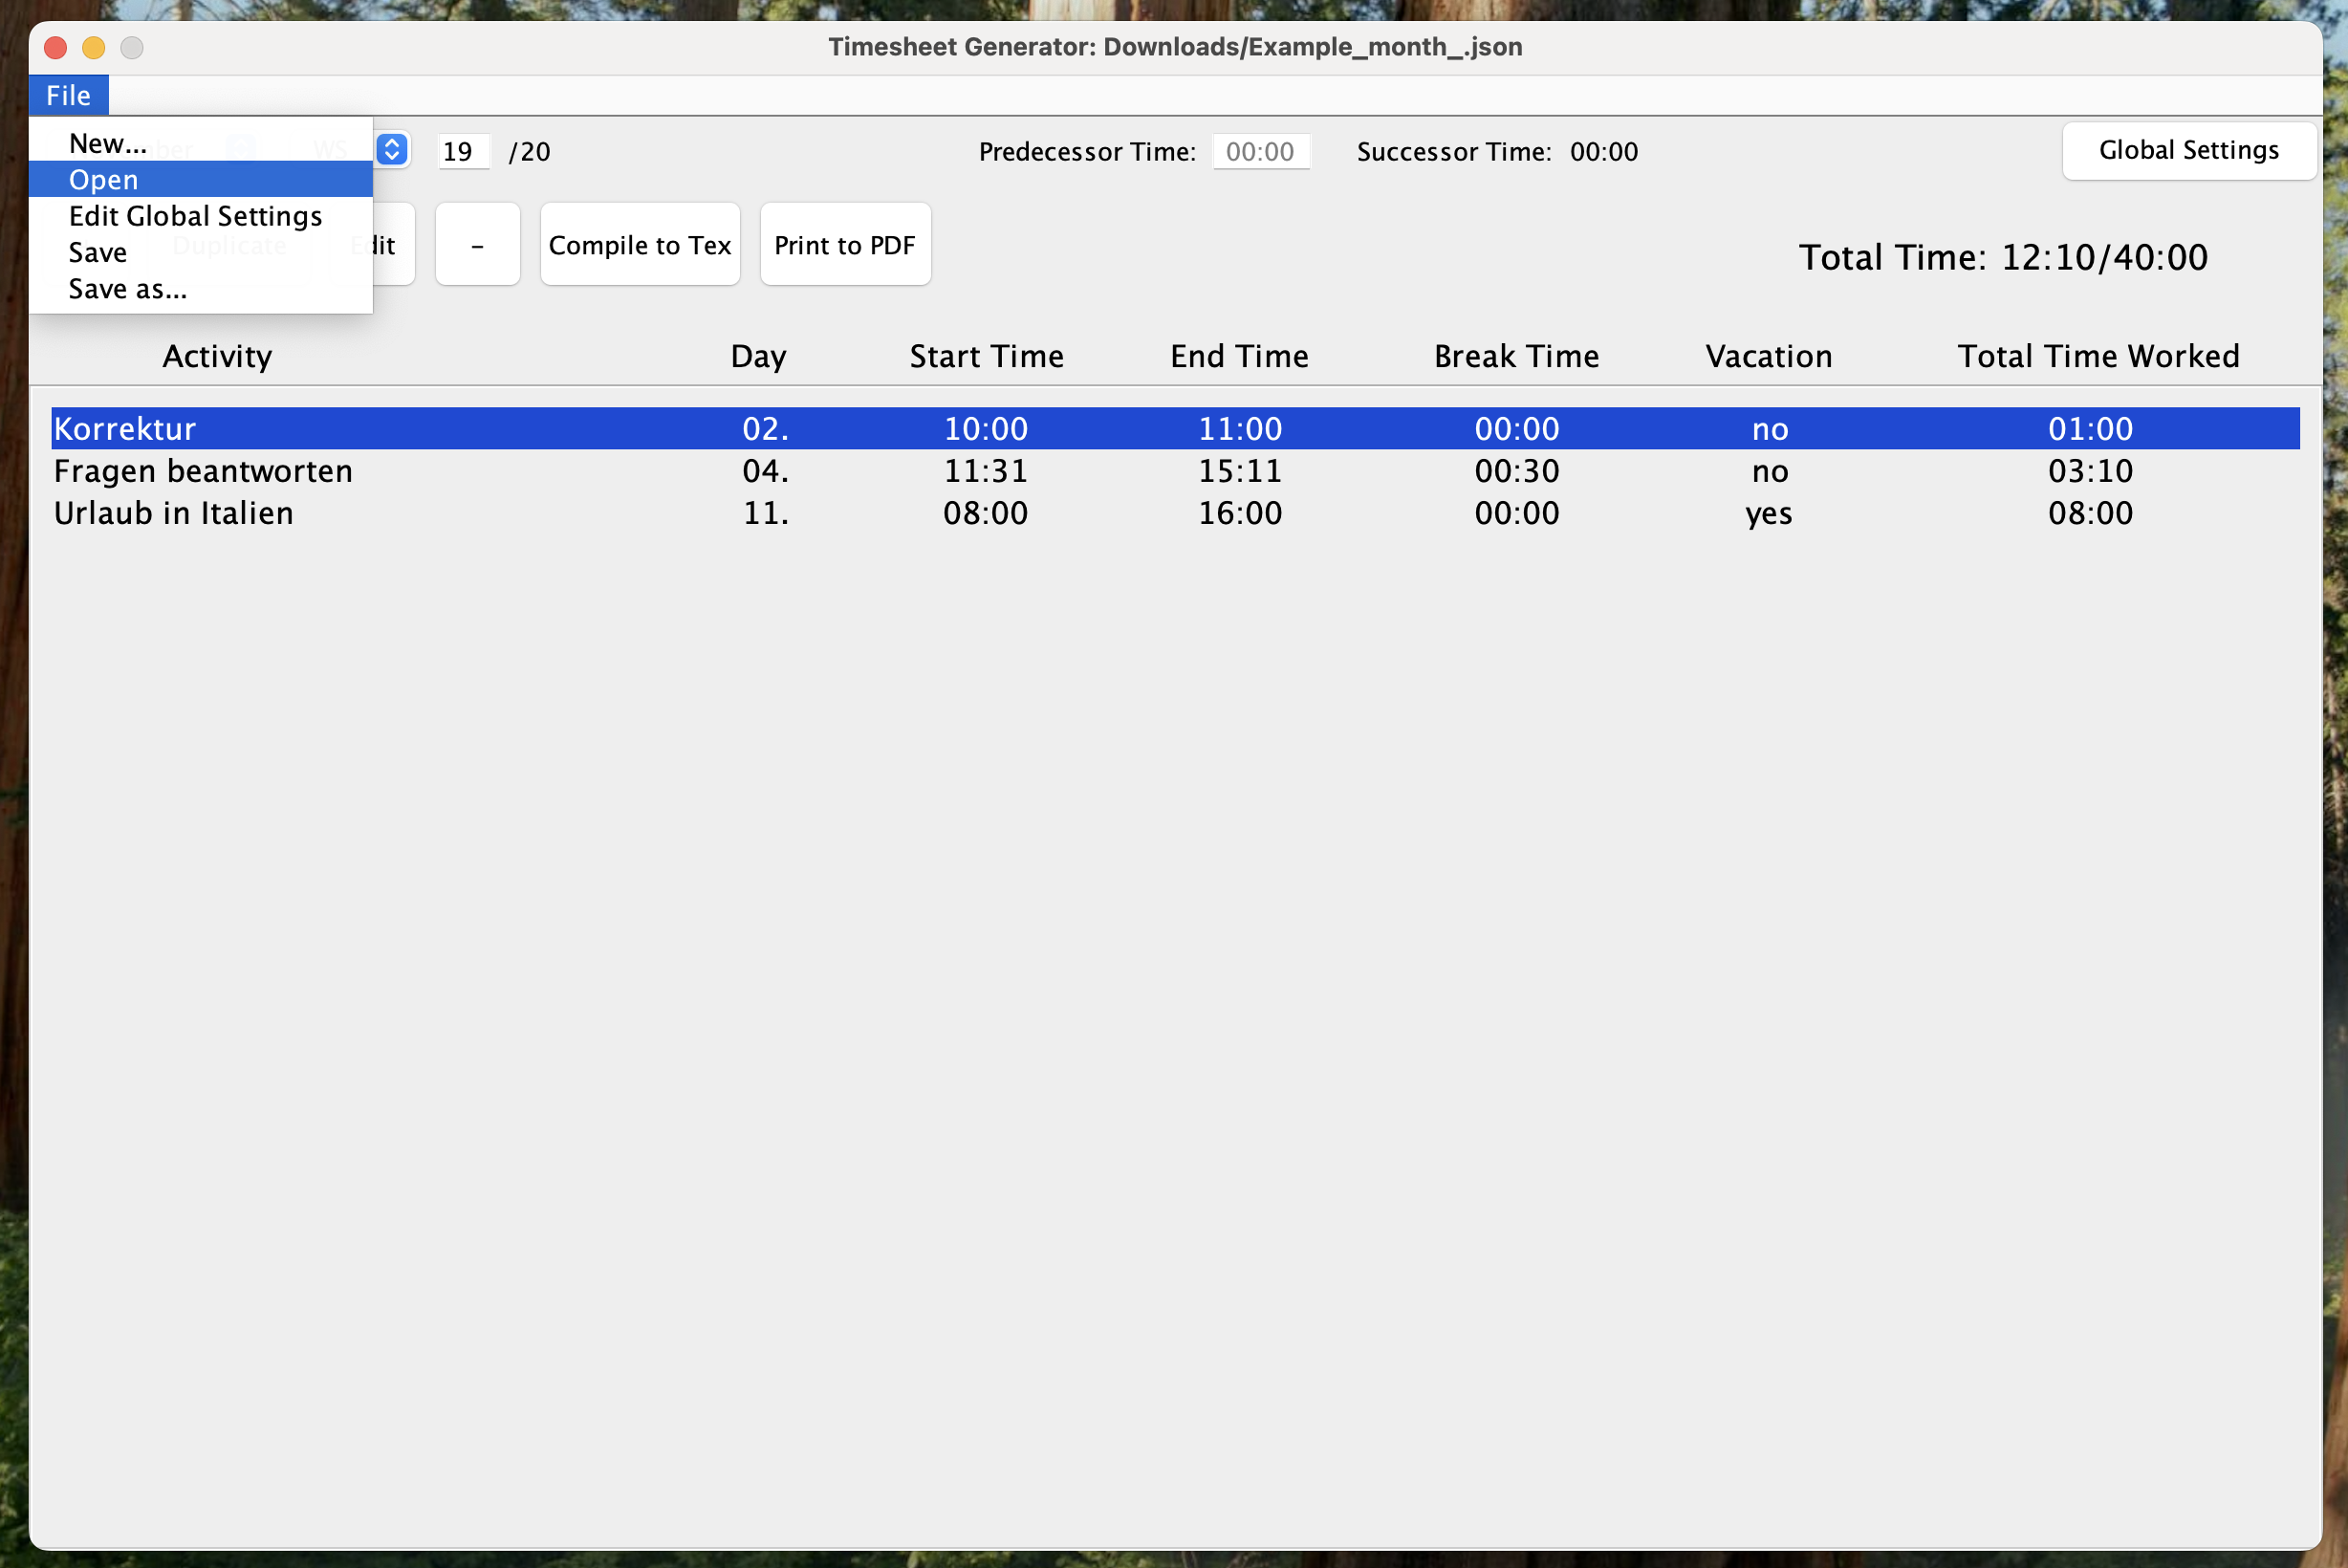 Timesheet Generator: Downloads/Example_month_.json
File
New...
Open
Edit Global Settings
Save
Save as...
WS 19 /20 Predecessor Time: 00:00 Successor Time: 00:00 Global Settings
Duplicate Edit - Compile to Tex Print to PDF Total Time: 12:10/40:00
Activity Day Start Time End Time Break Time Vacation Total Time Worked
Korrektur 02. 10:00 11:00 00:00 no 01:00
Fragen beantworten 04. 11:31 15:11 00:30 no 03:10
Urlaub in Italien 11. 08:00 16:00 00:00 yes 08:00